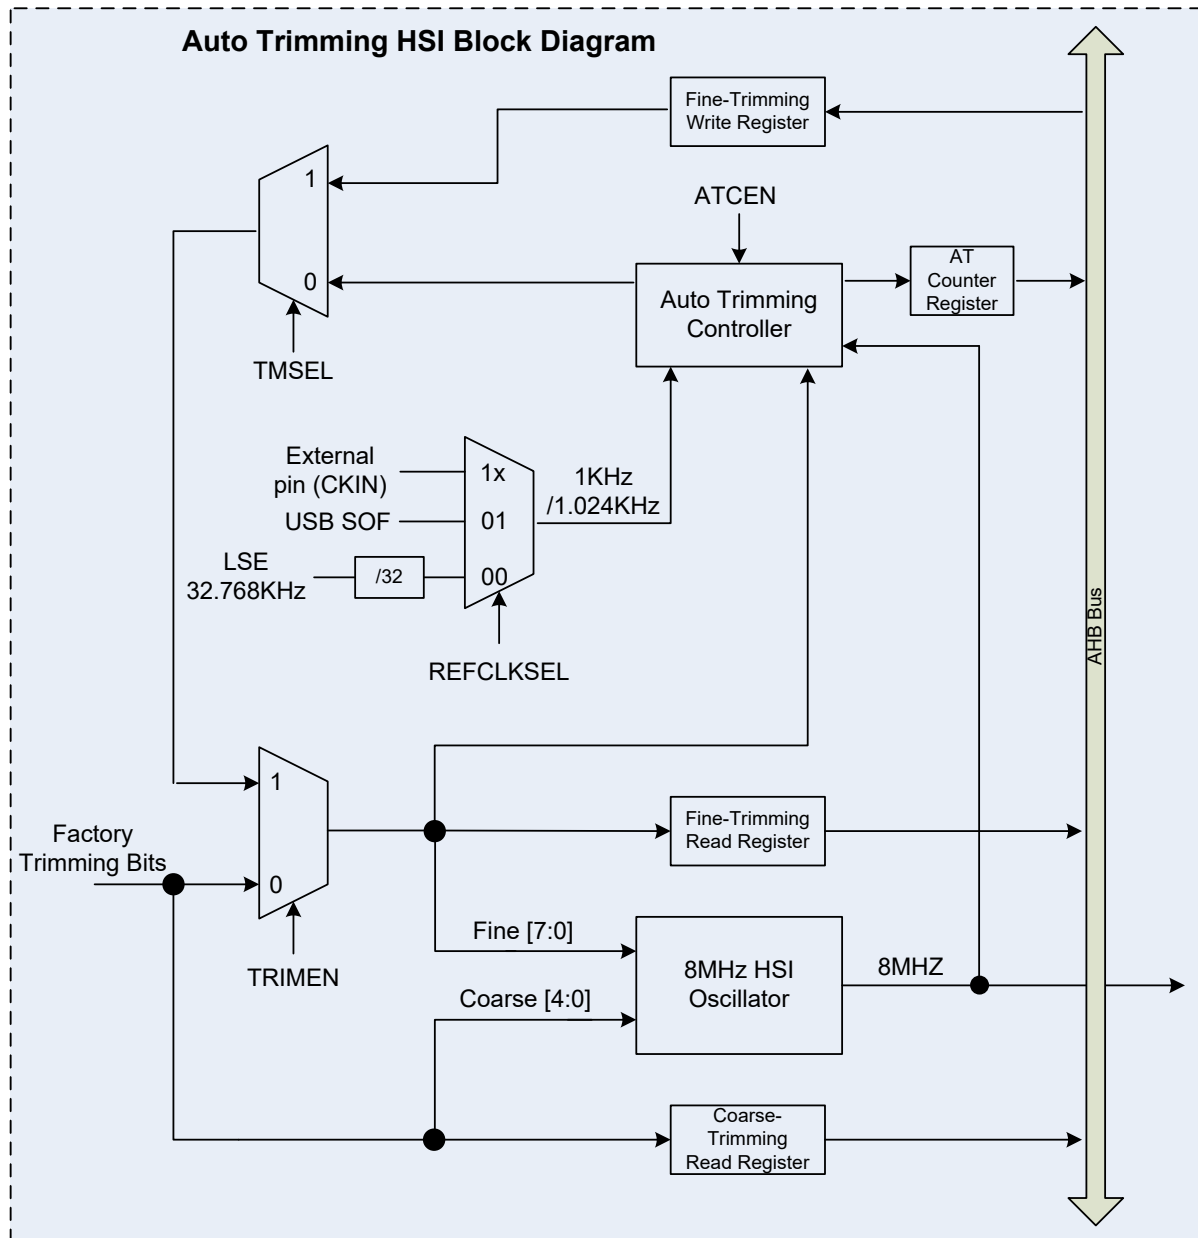 Auto Trimming HSI Block Diagram
Fine-Trimming
Write Register
1
ATCEN
0
Auto Trimming
Controller
AT
Counter
Register
TMSEL
External
pin (CKIN)
1x
1KHz
/1.024KHz
USB SOF
01
LSE
32.768KHz
/32
00
REFCLKSEL
AHB Bus
1
Factory
Trimming Bits
Fine-Trimming
Read Register
0
TRIMEN
Fine [7:0]
8MHz HSI
Oscillator
8MHZ
Coarse [4:0]
Coarse-
Trimming
Read Register